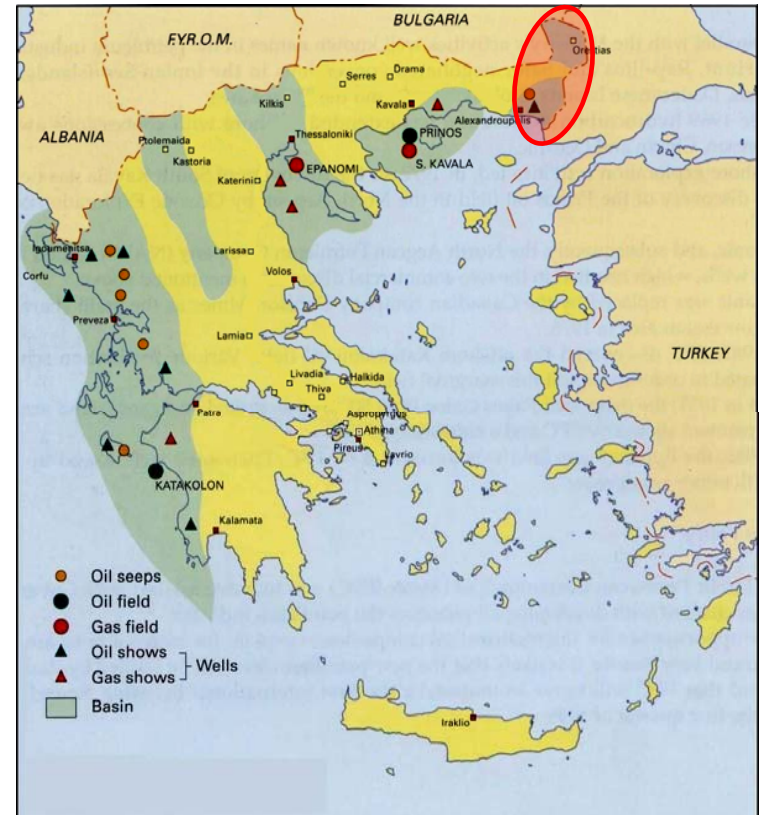 BULGARIA
F.Y.R.O.M.
Orestias
Drama
Serres
Kavala
Kilkis
Alexandroupolis
ALBANIA
Thessaloniki
PRINOS
Ptolemaida
Kastoria
EPANOMI
S. KAVALA
Katerini
Igoumenitsa
Larissa
Corfu
Volos
Preveza
Lamia
TURKEY
Livadia
Halkida
Thiva
Patra
Aspropyrgos
Athina
Pireus
Lavrio
KATAKOLON
Kalamata
Oil seeps
Oil field
Gas field
Oil shows
Wells
Gas shows
Basin
Iraklio